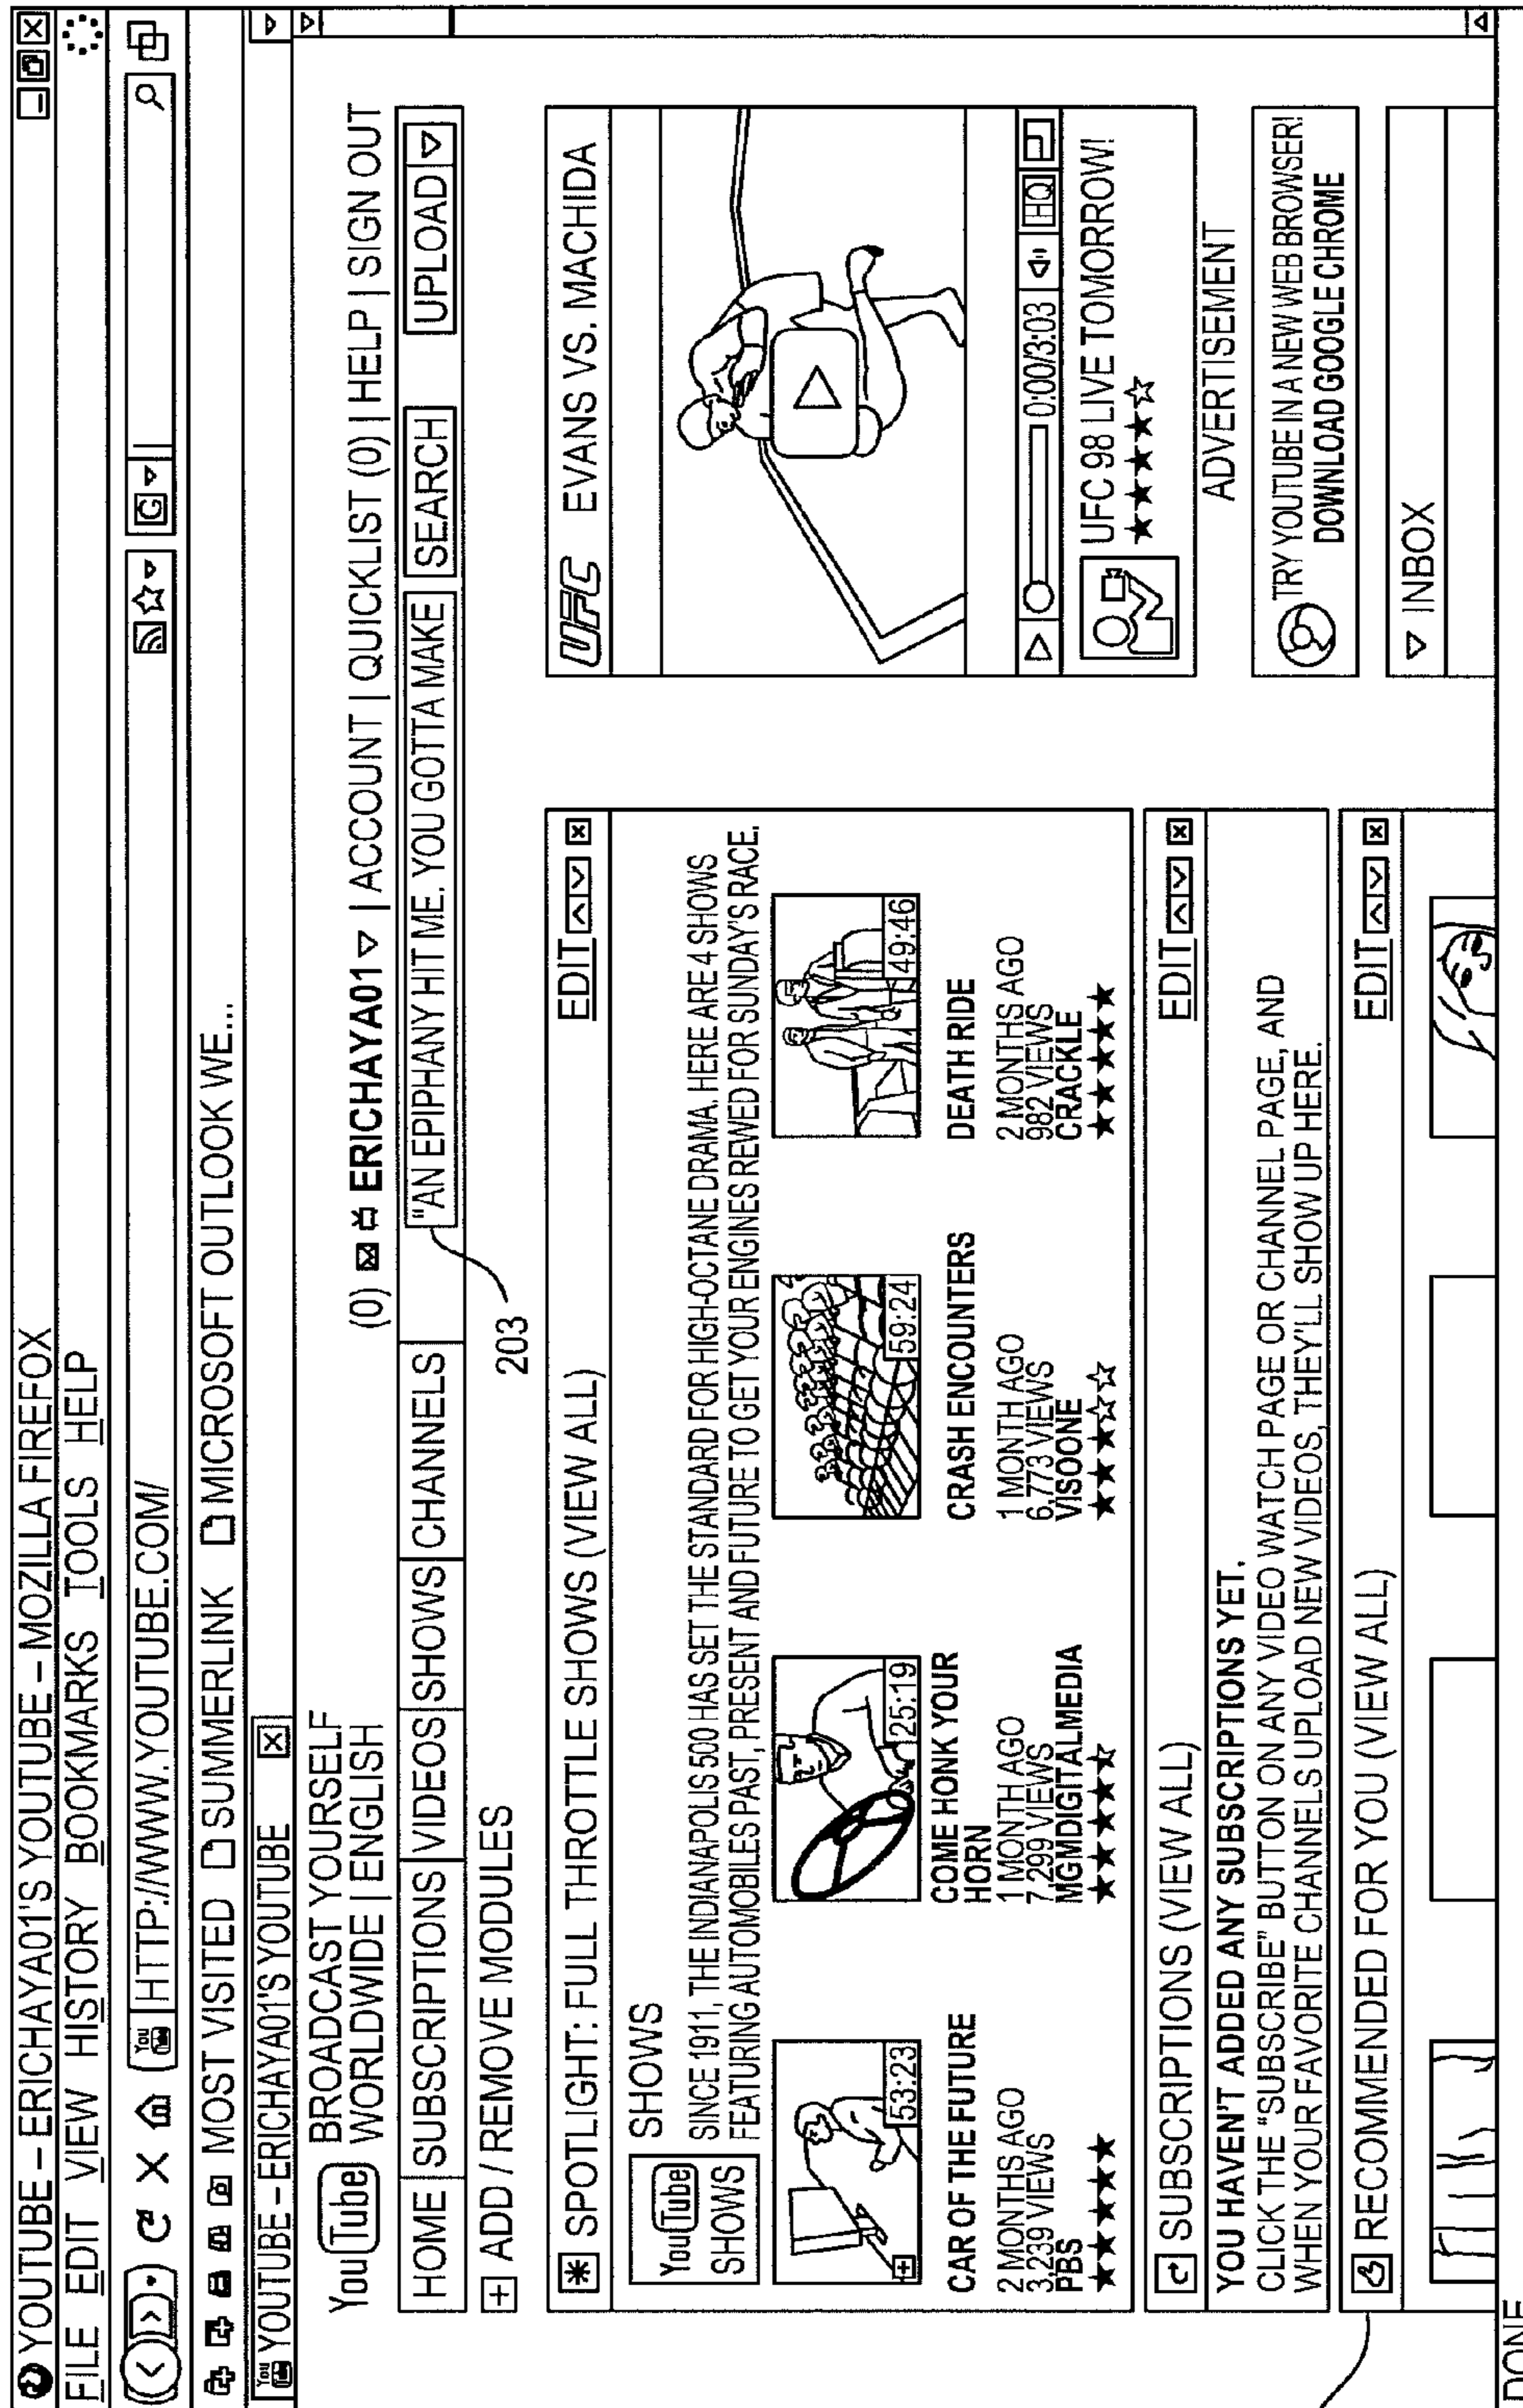 YOUTUBE – ERICHAYA01'S YOUTUBE – MOZILLA FIREFOX
FILE EDIT VIEW HISTORY BOOKMARKS TOOLS HELP
You Tube HTTP://WWW.YOUTUBE.COM/ G
MOST VISITED SUMMERLINK MICROSOFT OUTLOOK WE...
You Tube YOUTUBE – ERICHAYA01'S YOUTUBE
You Tube
BROADCAST YOURSELF
WORLDWIDE | ENGLISH
(0) ERICHAYA01 | ACCOUNT | QUICKLIST (0) | HELP | SIGN OUT
HOME SUBSCRIPTIONS VIDEOS SHOWS CHANNELS "AN EPIPHANY HIT ME. YOU GOTTA MAKE SEARCH UPLOAD
203
ADD / REMOVE MODULES
SPOTLIGHT: FULL THROTTLE SHOWS (VIEW ALL) EDIT
You Tube
SHOWS
SHOWS
SINCE 1911, THE INDIANAPOLIS 500 HAS SET THE STANDARD FOR HIGH-OCTANE DRAMA. HERE ARE 4 SHOWS
FEATURING AUTOMOBILES PAST, PRESENT AND FUTURE TO GET YOUR ENGINES REWED FOR SUNDAY'S RACE.
53:23
CAR OF THE FUTURE
2 MONTHS AGO
3,239 VIEWS
PBS
25:19
COME HONK YOUR
HORN
1 MONTH AGO
7,299 VIEWS
MGMDIGITALMEDIA
59:24
CRASH ENCOUNTERS
1 MONTH AGO
6,773 VIEWS
VISOONE
49:46
DEATH RIDE
2 MONTHS AGO
982 VIEWS
CRACKLE
SUBSCRIPTIONS (VIEW ALL) EDIT
YOU HAVEN'T ADDED ANY SUBSCRIPTIONS YET.
CLICK THE "SUBSCRIBE" BUTTON ON ANY VIDEO WATCH PAGE OR CHANNEL PAGE, AND
WHEN YOUR FAVORITE CHANNELS UPLOAD NEW VIDEOS, THEY'LL SHOW UP HERE.
RECOMMENDED FOR YOU (VIEW ALL) EDIT
UFC EVANS VS. MACHIDA
0:00/3:03 HQ
UFC 98 LIVE TOMORROW!
ADVERTISEMENT
TRY YOUTUBE IN A NEW WEB BROWSER!
DOWNLOAD GOOGLE CHROME
INBOX
DONE